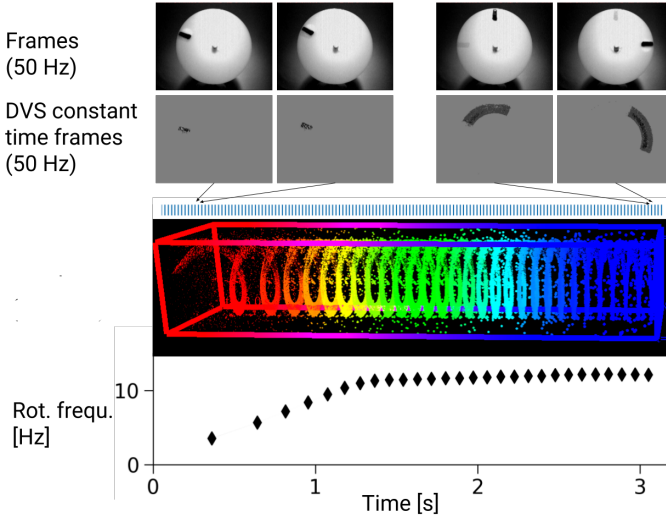 Frames
(50 Hz)
DVS constant
time frames
(50 Hz)
10
Rot. frequ.
[Hz]
0
0 1 2 3
Time [s]